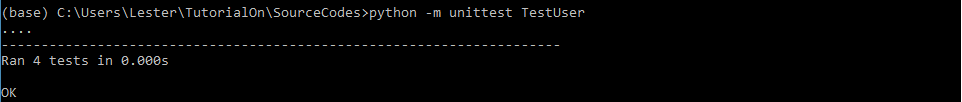 (base) C:\Users\Lester\TutorialOn\SourceCodes>python -m unittest TestUser
....
----------------------------------------------------------------------
Ran 4 tests in 0.000s
OK